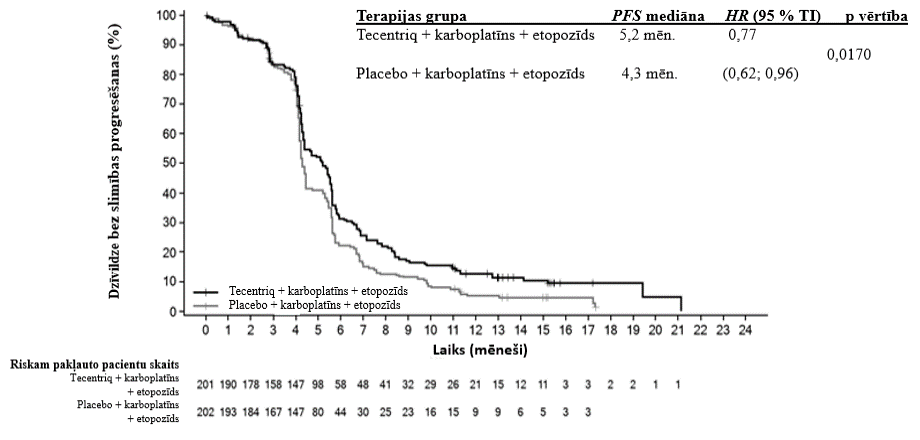 Terapijas grupa PFS mediāna HR (95 % TI) p vērtība
Tecentriq + karboplatīns + etopozīds 5,2 mēn. 0,77
0,0170
Placebo + karboplatīns + etopozīds 4,3 mēn. (0,62; 0,96)
Dzīvildze bez slimības progresēšanas (%)
100
90
80
70
60
50
40
30
20
10
0
Tecentriq + karboplatīns + etopozīds
Placebo + karboplatīns + etopozīds
0 1 2 3 4 5 6 7 8 9 10 11 12 13 14 15 16 17 18 19 20 21 22 23 24
Laiks (mēneši)
Riskam pakļauto pacientu skaits
Tecentriq + karboplatīns
+ etopozīds
201 190 178 158 147 98 58 48 41 32 29 26 21 15 12 11 3 3 2 2 1 1
Placebo + karboplatīns
+ etopozīds
202 193 184 167 147 80 44 30 25 23 16 15 9 9 6 5 3 3